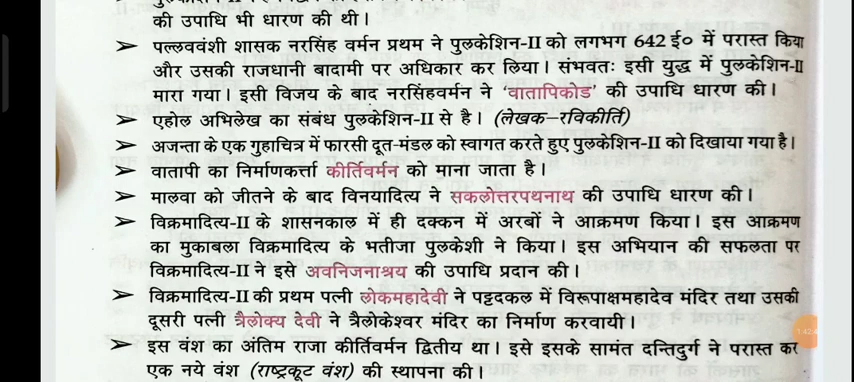 की उपाधि भी धारण की थी।
➤ पल्लववंशी शासक नरसिंह वर्मन प्रथम ने पुलकेशिन-II को लगभग 642 ई० में परास्त किया
और उसकी राजधानी बादामी पर अधिकार कर लिया। संभवतः इसी युद्ध में पुलकेशिन-II
मारा गया। इसी विजय के बाद नरसिंहवर्मन ने 'वातापिकोड' की उपाधि धारण की।
➤ एहोल अभिलेख का संबंध पुलकेशिन-II से है। (लेखक–रविकीर्ति)
➤ अजन्ता के एक गुहाचित्र में फारसी दूत-मंडल को स्वागत करते हुए पुलकेशिन-II को दिखाया गया है।
➤ वातापी का निर्माणकर्त्ता कीर्तिवर्मन को माना जाता है।
➤ मालवा को जीतने के बाद विनयादित्य ने सकलोत्तरपथनाथ की उपाधि धारण की।
➤ विक्रमादित्य-II के शासनकाल में ही दक्कन में अरबों ने आक्रमण किया। इस आक्रमण
का मुकाबला विक्रमादित्य के भतीजा पुलकेशी ने किया। इस अभियान की सफलता पर
विक्रमादित्य-II ने इसे अवनिजनाश्रय की उपाधि प्रदान की।
➤ विक्रमादित्य-II की प्रथम पत्नी लोकमहादेवी ने पट्टदकल में विरूपाक्षमहादेव मंदिर तथा उसकी
दूसरी पत्नी त्रैलोक्य देवी ने त्रैलोकेश्वर मंदिर का निर्माण करवायी।
➤ इस वंश का अंतिम राजा कीर्तिवर्मन द्वितीय था। इसे इसके सामंत दन्तिदुर्ग ने परास्त कर
एक नये वंश (राष्ट्रकूट वंश) की स्थापना की।